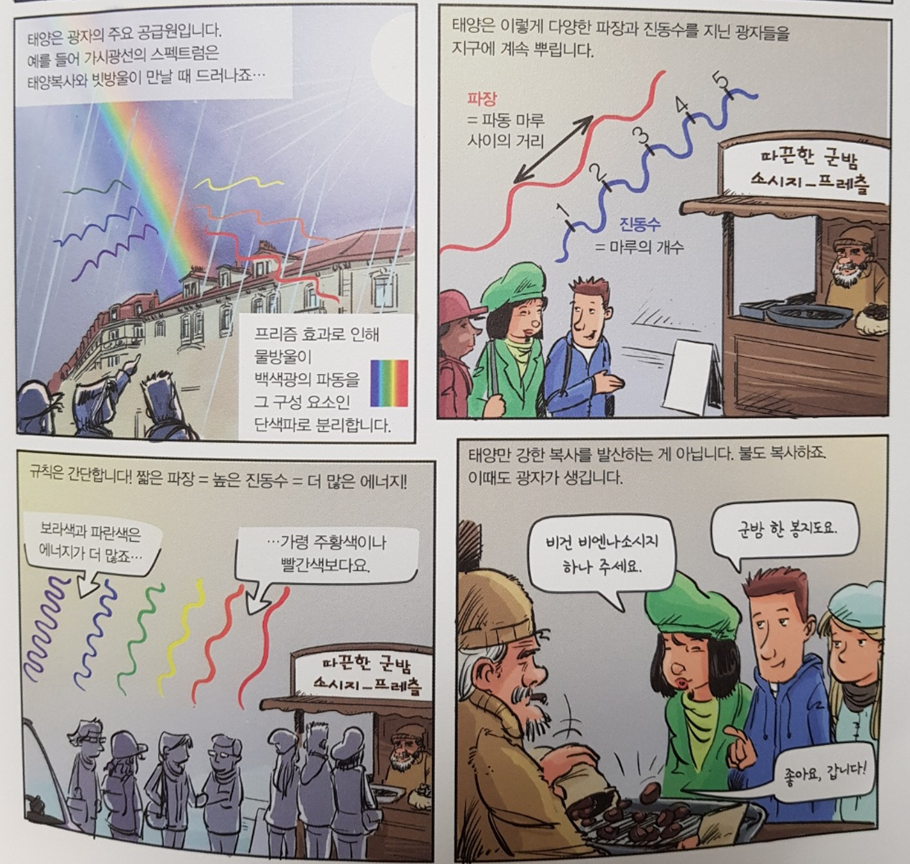 태양은 광자의 주요 공급원입니다.
예를 들어 가시광선의 스펙트럼은
태양복사와 빗방울이 만날 때 드러나죠…
프리즘 효과로 인해
물방울이
백색광의 파동을
그 구성 요소인
단색파로 분리합니다.
태양은 이렇게 다양한 파장과 진동수를 지닌 광자들을
지구에 계속 뿌립니다.
파장
= 파동 마루
사이의 거리
1
2
3
4
5
진동수
= 마루의 개수
따끈한 군밤
소시지_프레츨
규칙은 간단합니다! 짧은 파장 = 높은 진동수 = 더 많은 에너지!
보라색과 파란색은
에너지가 더 많죠…
…가령 주황색이나
빨간색보다요.
따끈한 군밤
소시지_프레츨
태양만 강한 복사를 발산하는 게 아닙니다. 불도 복사하죠.
이때도 광자가 생깁니다.
비건 비엔나소시지
하나 주세요.
군밤 한 봉지도요.
좋아요, 갑니다!